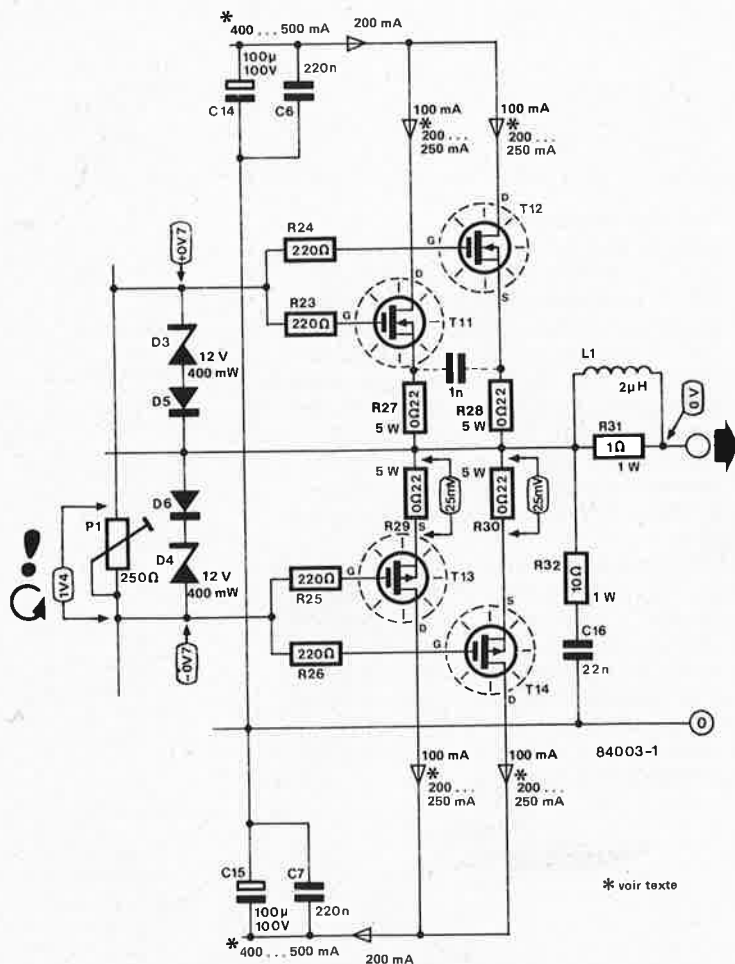 * 400 ... 500 mA
200 mA
100µ
100V
220n
C14
C6
100 mA
*
200 ...
250 mA
100 mA
*
200 ...
250 mA
D
T12
R24
220Ω
G
S
+0V7
R23
220Ω
G
D
T11
D3
12 V
400 mW
D5
1n
L1
2µH
0 V
R27
5 W
0Ω22
R28
5 W
0Ω22
R31
1Ω
1 W
5 W
0Ω22
25mV
5 W
0Ω22
25mV
D6
P1
250Ω
1V4
!
D4
12 V
400 mW
R29
S
R30
R32
10Ω
1 W
220Ω
G
T13
R25
D
C16
22n
220Ω
G
S
R26
T14
D
-0V7
0
84003-1
100 mA
*
200 ...
250 mA
100 mA
*
200 ...
250 mA
C15
C7
100µ
100V
220n
* voir texte
* 400 ... 500 mA
200 mA